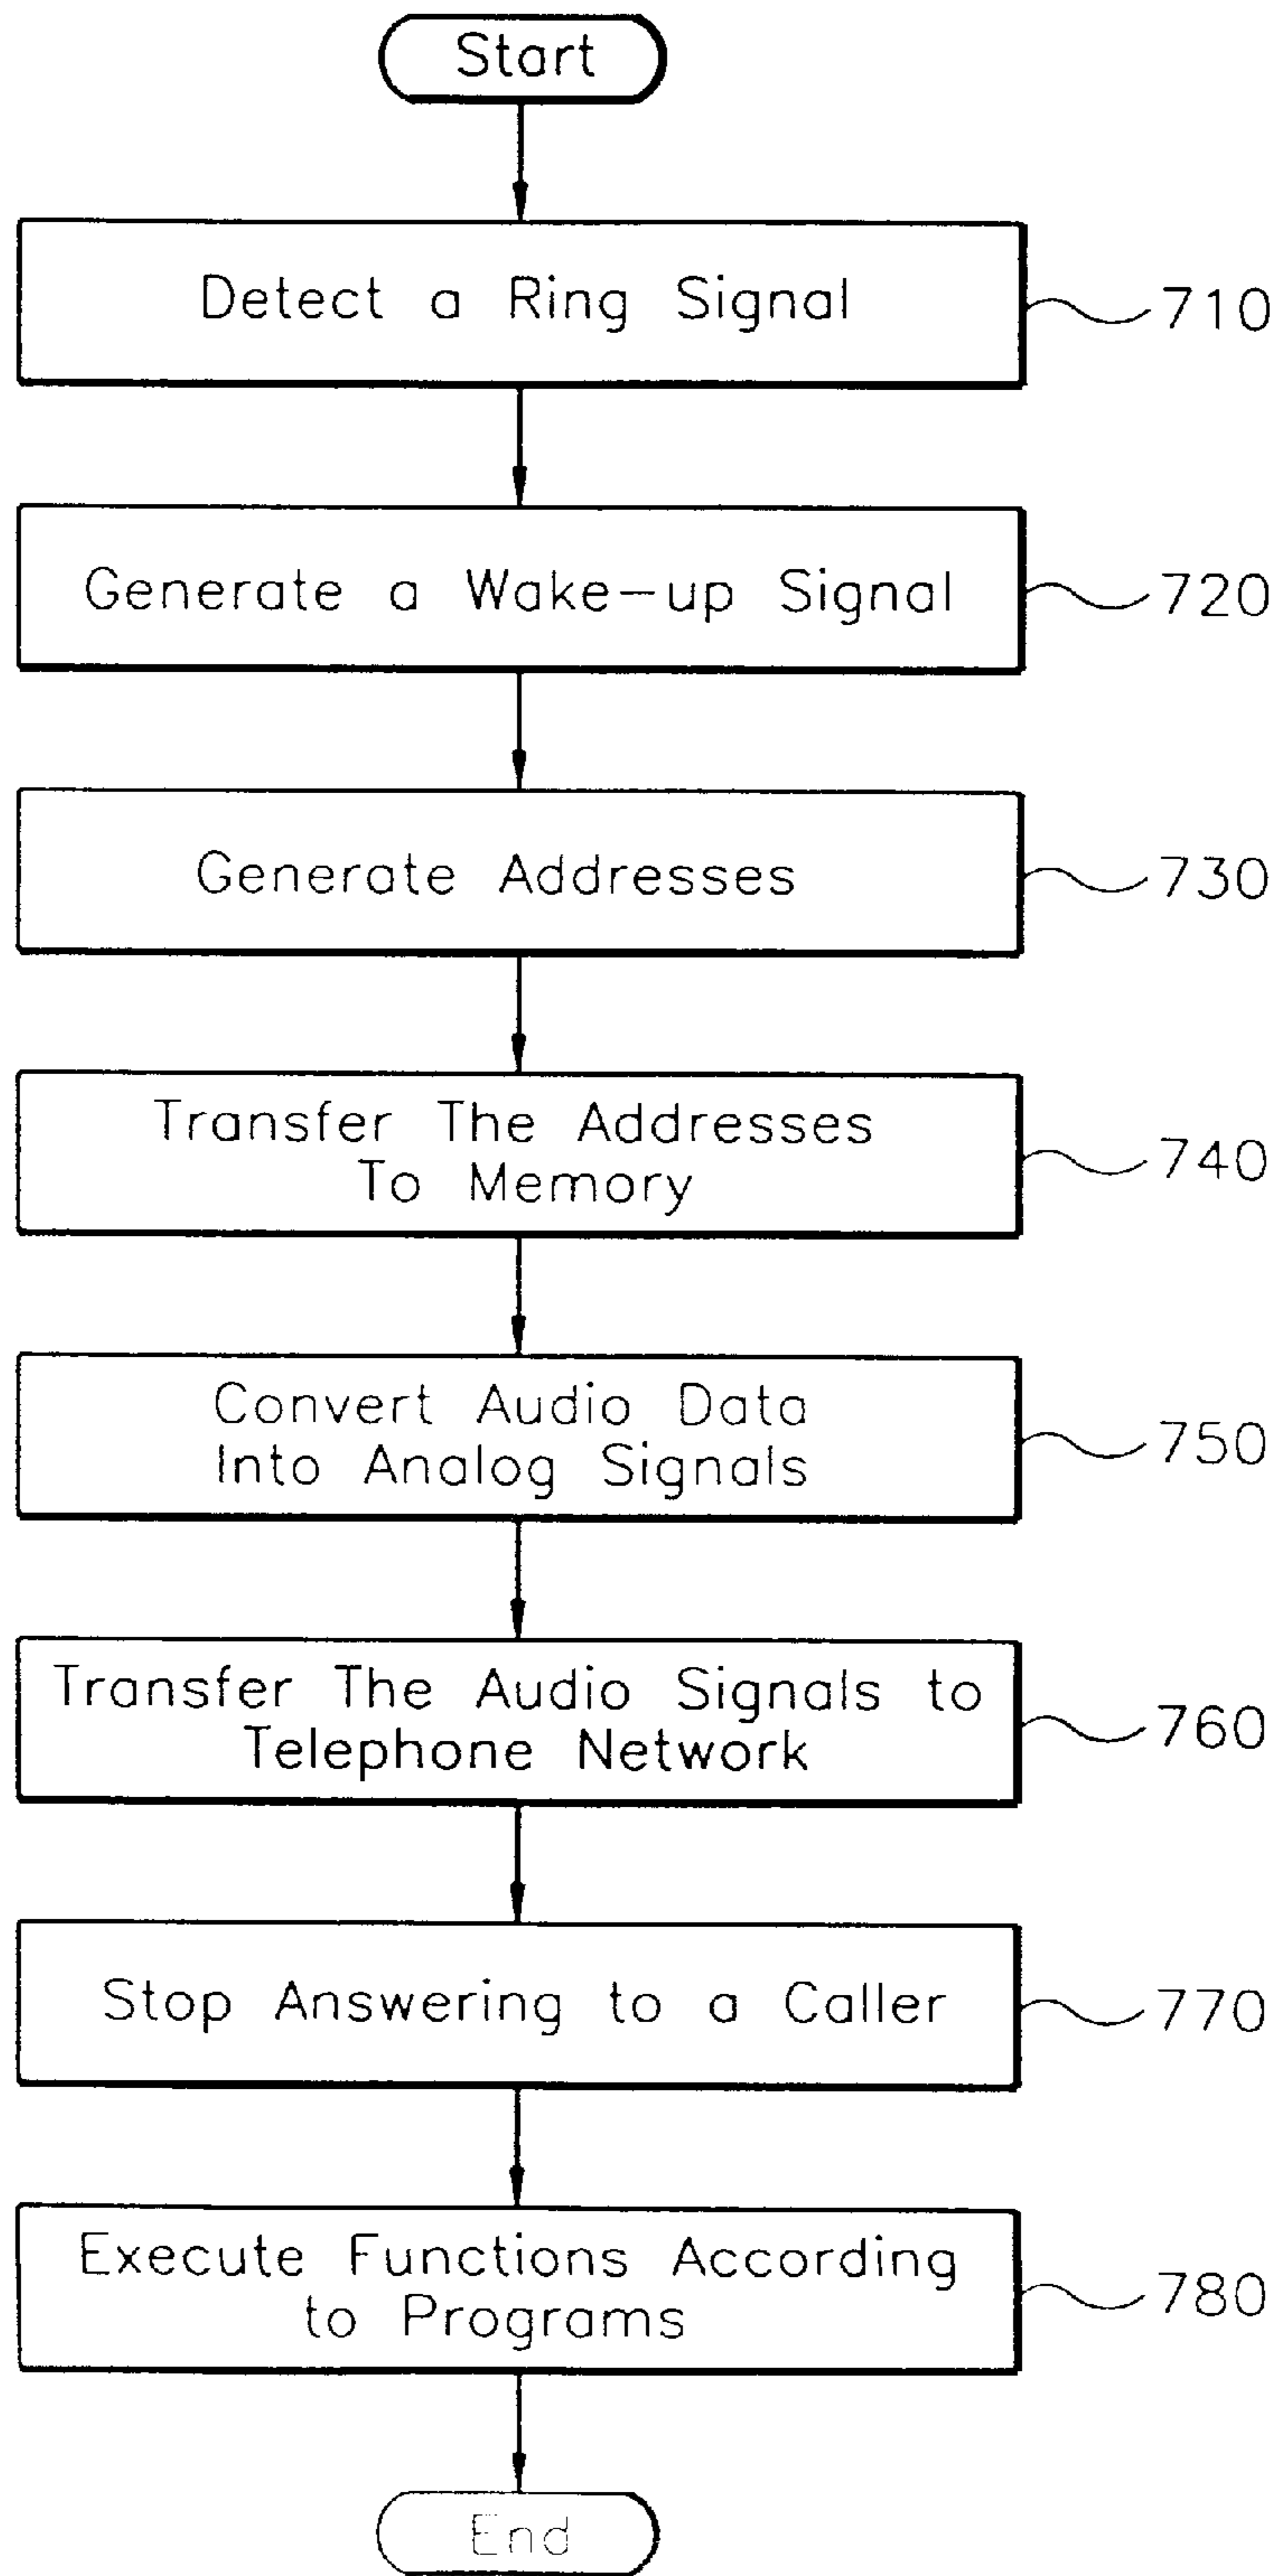 Start
Detect a Ring Signal
710
Generate a Wake-up Signal
720
Generate Addresses
730
Transfer The Addresses
To Memory
740
Convert Audio Data
Into Analog Signals
750
Transfer The Audio Signals to
Telephone Network
760
Stop Answering to a Caller
770
Execute Functions According
to Programs
780
End